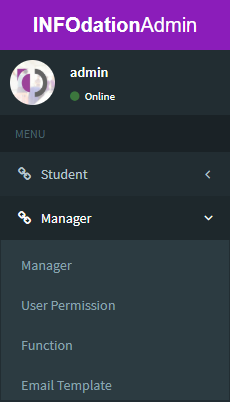 INFOdationAdmin
admin
Online
MENU
Student
Manager
Manager
User Permission
Function
Email Template